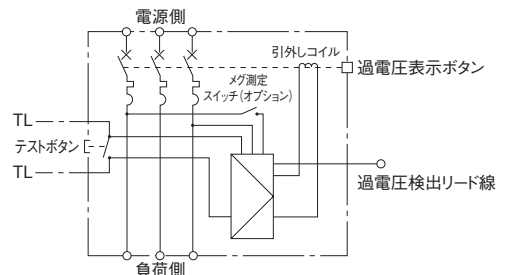 電源側
引外しコイル
過電圧表示ボタン
メグ測定
スイッチ(オプション)
TL
テストボタン
TL
過電圧検出リード線
負荷側